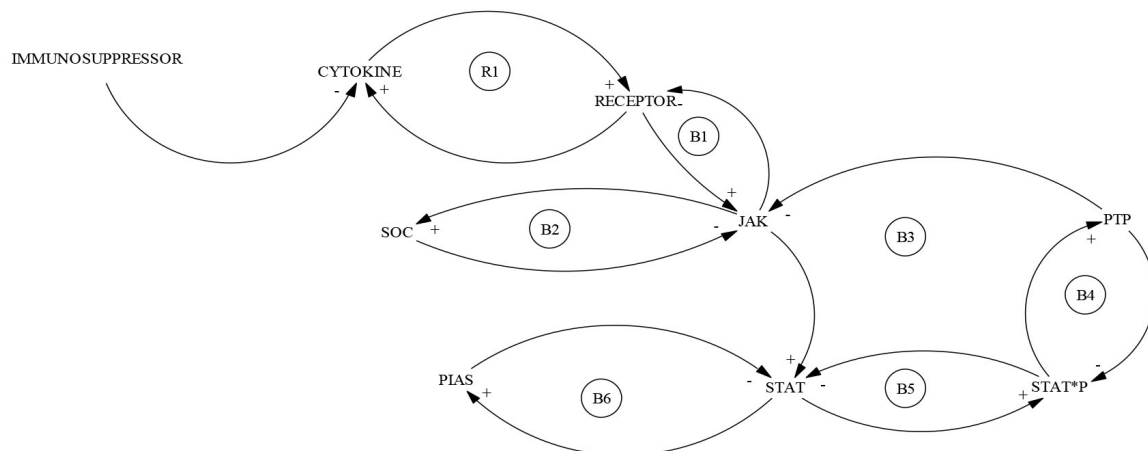 IMMUNOSUPPRESSOR
CYTOKINE
R1
- +
+
RECEPTOR-
B1
+
SOC
+
B2
-
JAK
-
B3
PTP
+
B4
-
PIAS
+
B6
+
-
STAT
-
B5
+
STAT*P